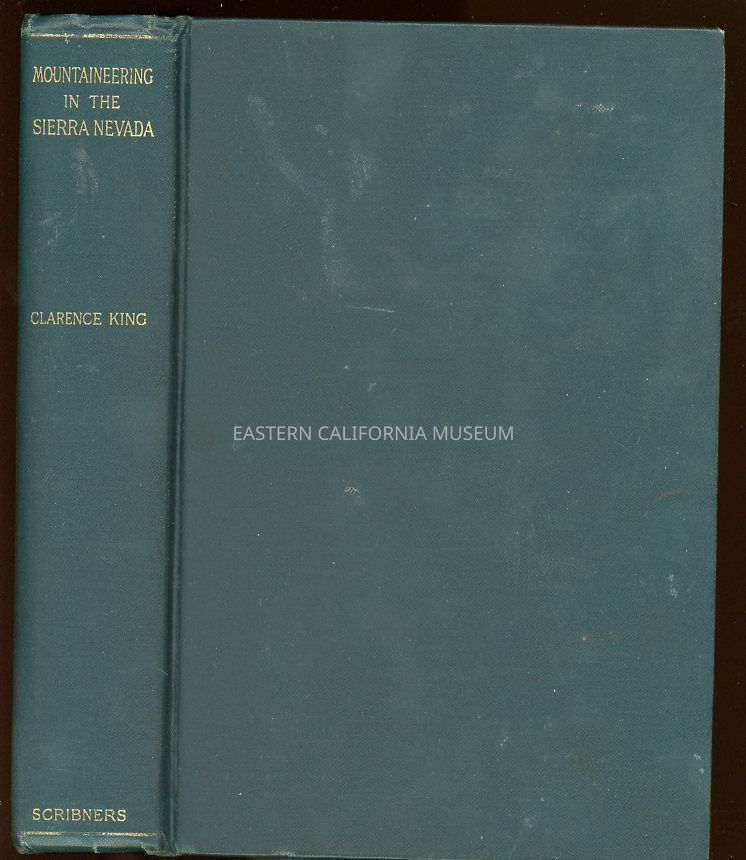 MOUNTAINEERING
IN THE
SIERRA NEVADA
CLARENCE KING
SCRIBNERS
EASTERN CALIFORNIA MUSEUM